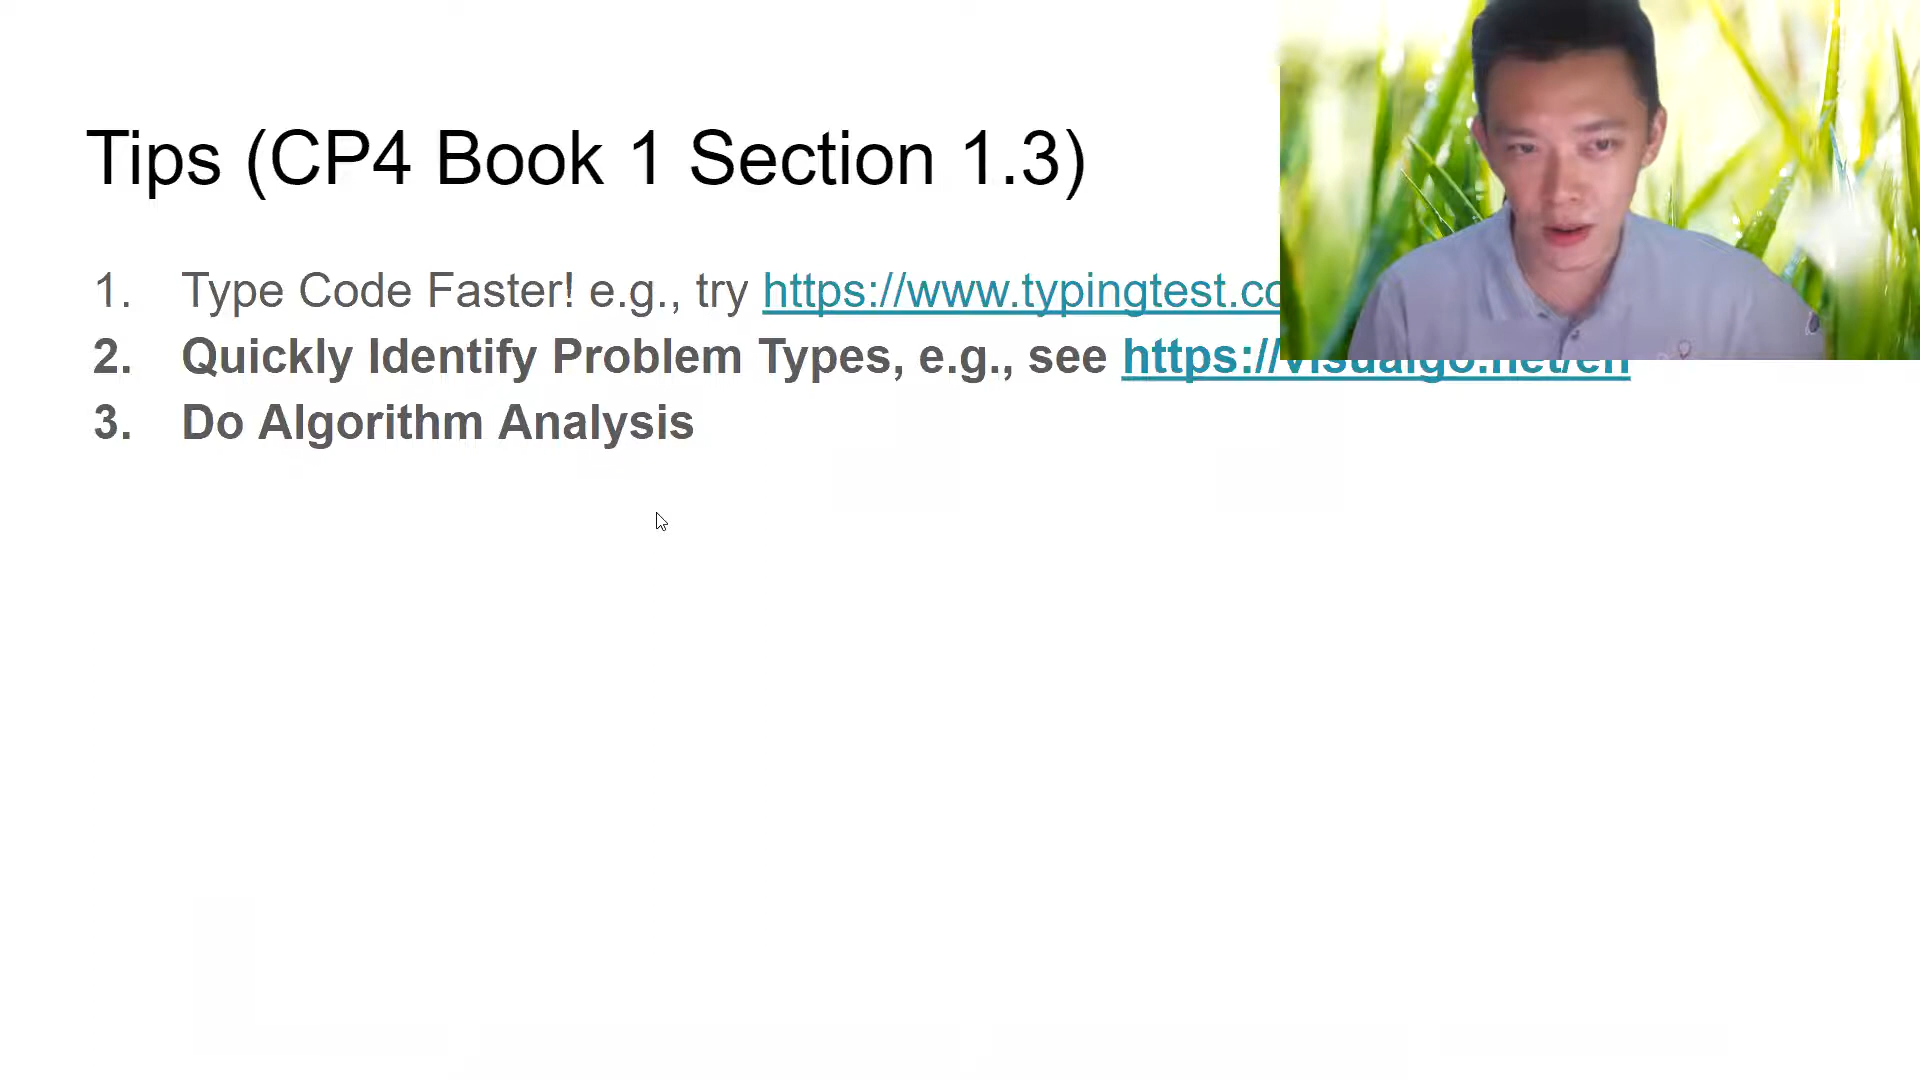 Tips (CP4 Book 1 Section 1.3)
1. Type Code Faster! e.g., try https://www.typingtest.co
2. Quickly Identify Problem Types, e.g., see https://visualgo.net/en
3. Do Algorithm Analysis